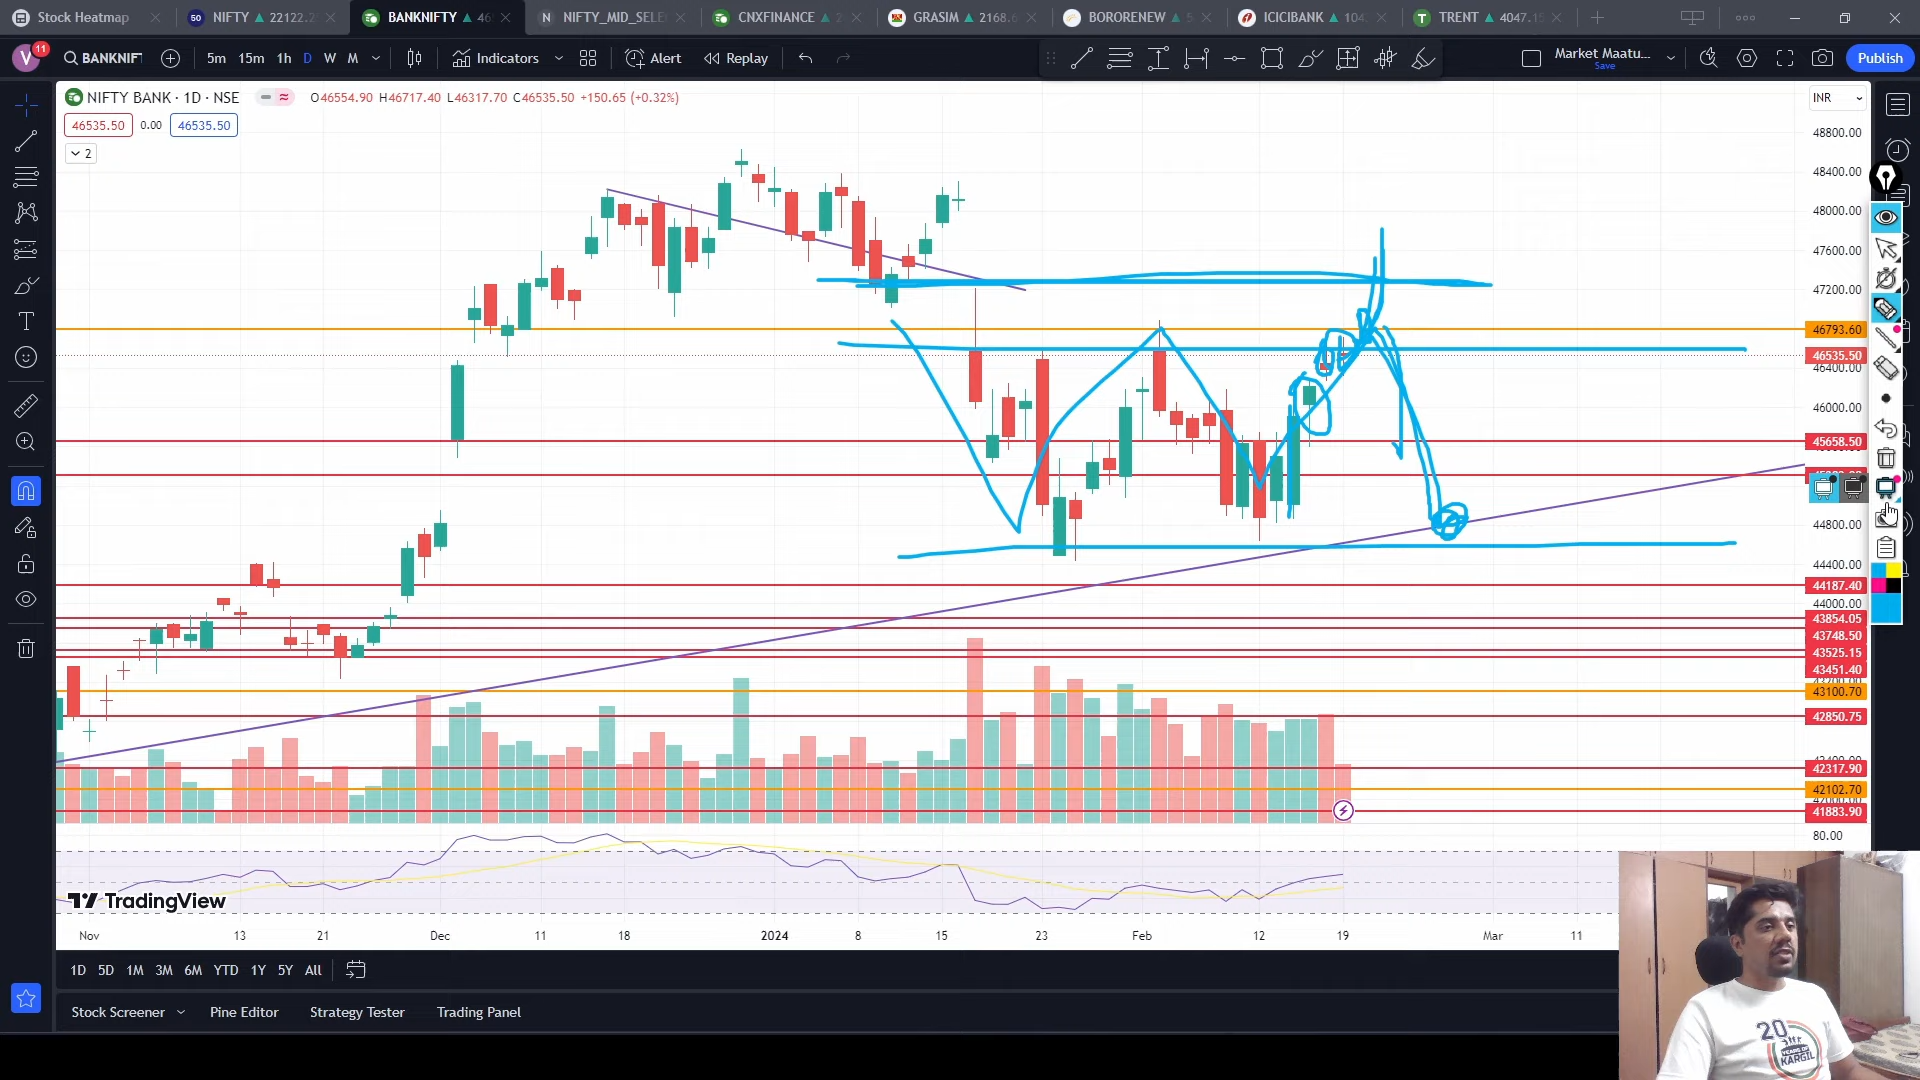 Stock Heatmap
50 NIFTY 22122.2
BANKNIFTY 46
N NIFTY_MID_SELE
CNXFINANCE 2
GRASIM 2168.6
BORORENEW
ICICIBANK 104
T TRENT 4047.15
V 11
BANKNIFT
5m 15m 1h D W M
Indicators
Alert
Replay
Market Maatu...
Save
Publish
NIFTY BANK · 1D · NSE
O46554.90 H46717.40 L46317.70 C46535.50 +150.65 (+0.32%)
46535.50 0.00 46535.50
2
INR
48800.00
48400.00
48000.00
47600.00
47200.00
46793.60
46535.50
46400.00
46000.00
45658.50
44800.00
44400.00
44187.40
44000.00
43854.05
43748.50
43525.15
43451.40
43100.70
42850.75
42317.90
42102.70
41883.90
80.00
TradingView
Nov 13 21 Dec 11 18 2024 8 15 23 Feb 12 19 Mar 11
1D 5D 1M 3M 6M YTD 1Y 5Y All
Stock Screener
Pine Editor
Strategy Tester
Trading Panel
20
YEARS OF
KARGIL